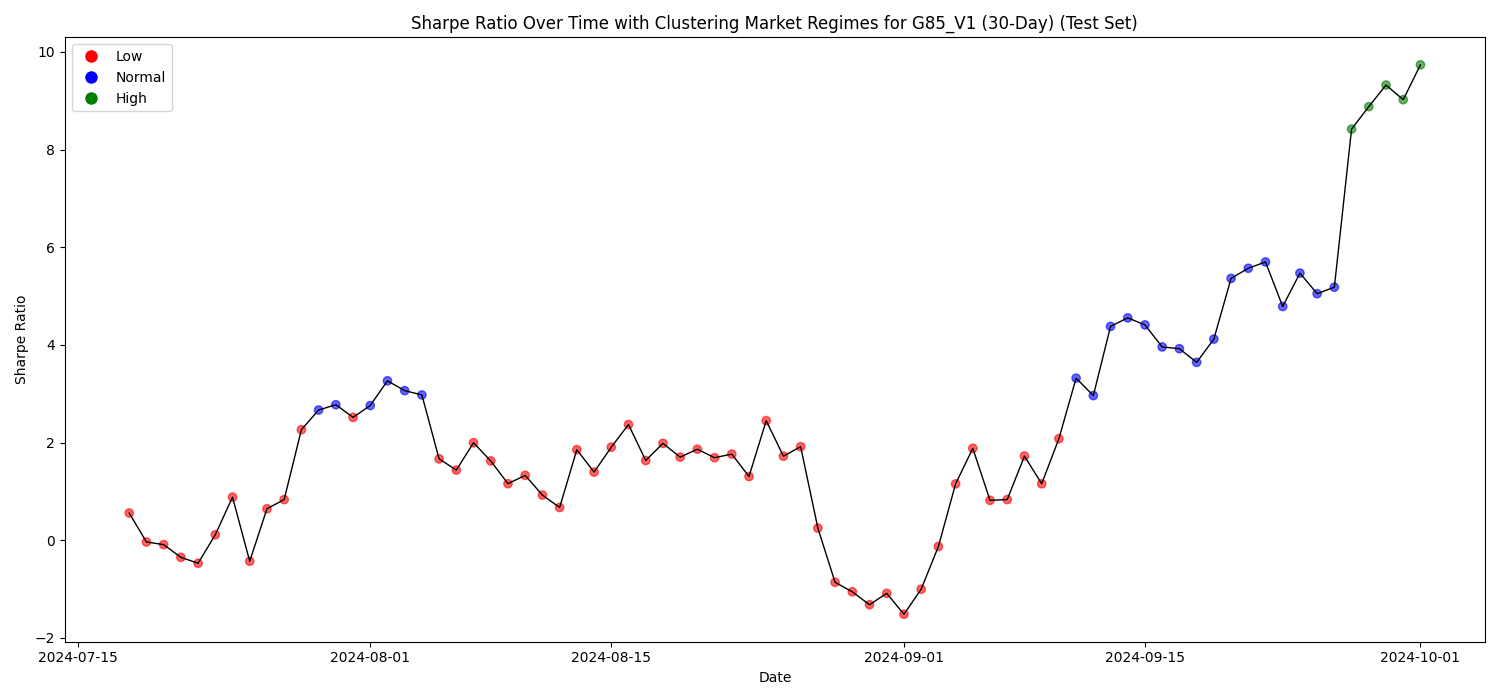 Sharpe Ratio Over Time with Clustering Market Regimes for G85_V1 (30-Day) (Test Set)
Low
Normal
High
10
8
6
4
2
0
−2
Sharpe Ratio
2024-07-15
2024-08-01
2024-08-15
2024-09-01
2024-09-15
2024-10-01
Date